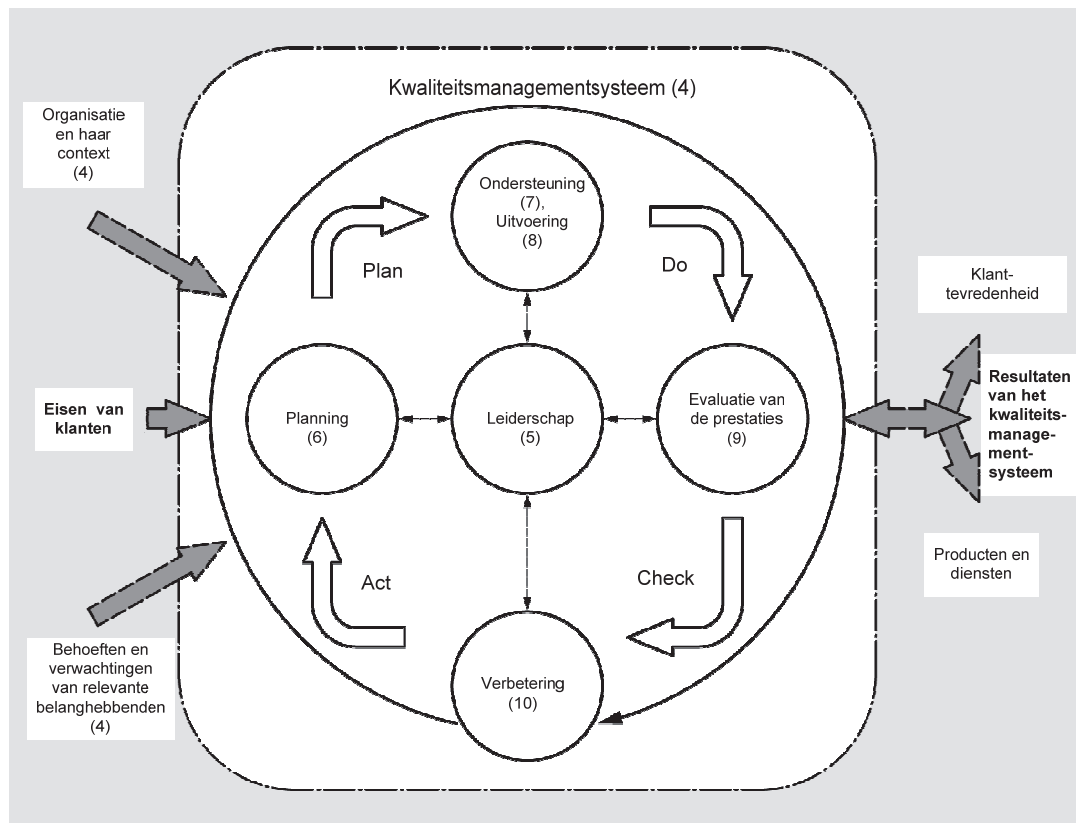 Kwaliteitsmanagementsysteem (4)
Organisatie
en haar
context
(4)
Ondersteuning
(7),
Uitvoering
(8)
Plan
Do
Klant-
tevredenheid
Eisen van
klanten
Planning
(6)
Leiderschap
(5)
Evaluatie van
de prestaties
(9)
Resultaten
van het
kwaliteits-
manage-
ment-
systeem
Act
Check
Producten en
diensten
Behoeften en
verwachtingen
van relevante
belanghebbenden
(4)
Verbetering
(10)